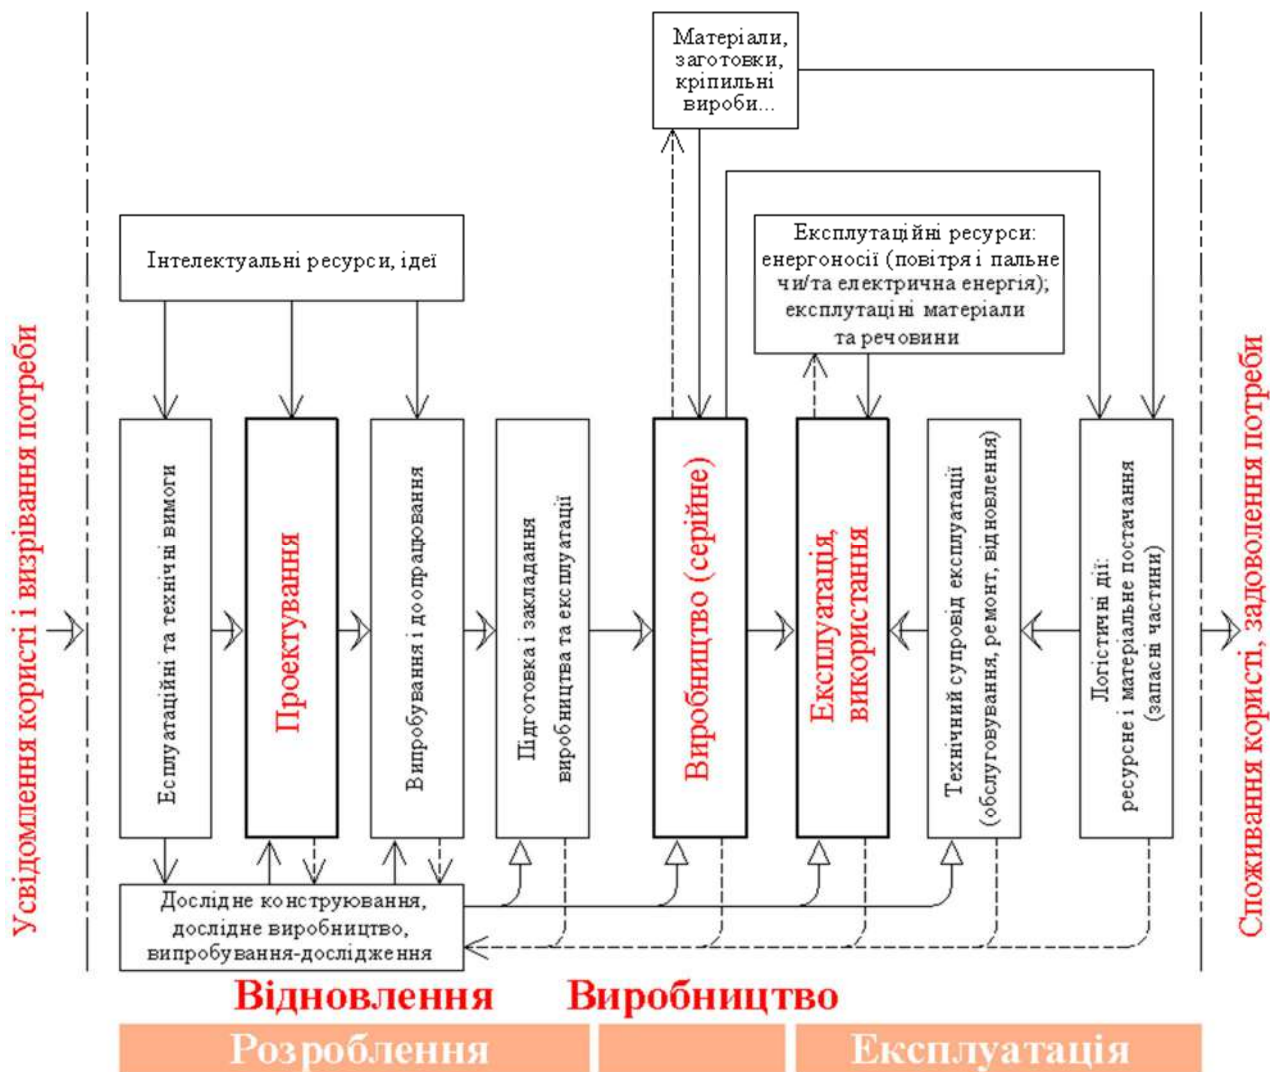 Усвідомлення користі і визрівання потреби
Матеріали,
заготовки,
кріпильні
вироби...
Інтелектуальні ресурси, ідеї
Експлутаційні ресурси:
енергоносії (повітря і пальне
чи/та електрична енергія);
експлутаціні матеріали
та речовини
Есплуатаційні та технічні вимоги
Проектування
Випробування і доопрацювання
Підготовка і закладання
виробництва та експлуатації
Виробництво (серійне)
Експлуатація,
використання
Технічний супровід експлуатації
(обслуговування, ремонт, відновлення)
Логістичні дії:
ресурсне і матеріальне постачання
(запасні частини)
Споживання користі, задоволення потреби
Дослідне конструювання,
дослідне виробництво,
випробування-дослідження
Відновлення Виробництво
Розроблення Експлуатація